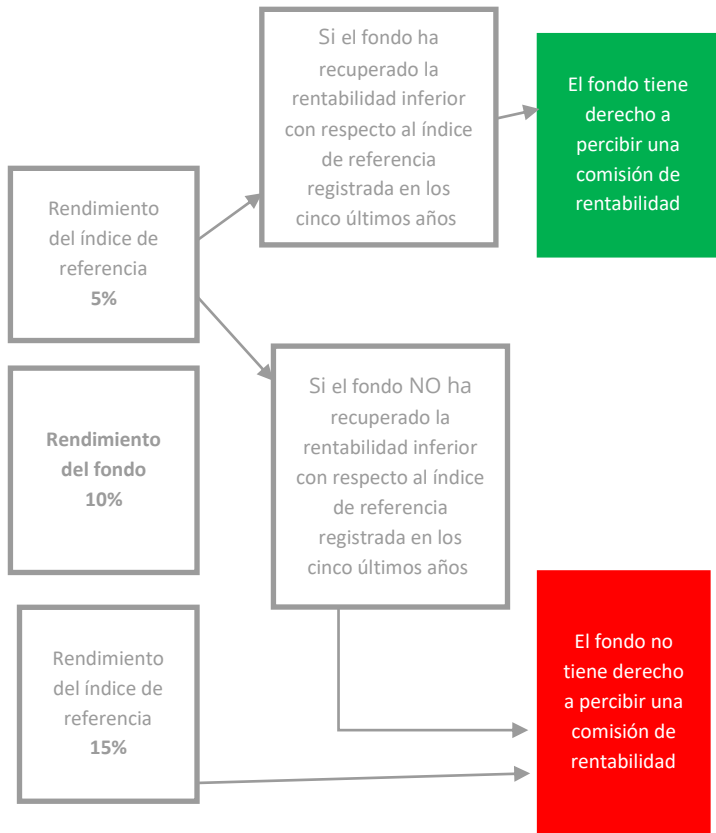 Si el fondo ha
recuperado la
rentabilidad inferior
con respecto al índice
de referencia
registrada en los
cinco últimos años
El fondo tiene
derecho a
percibir una
comisión de
rentabilidad
Rendimiento
del índice de
referencia
5%
Si el fondo NO ha
recuperado la
rentabilidad inferior
con respecto al índice
de referencia
registrada en los
cinco últimos años
Rendimiento
del fondo
10%
Rendimiento
del índice de
referencia
15%
El fondo no
tiene derecho
a percibir una
comisión de
rentabilidad